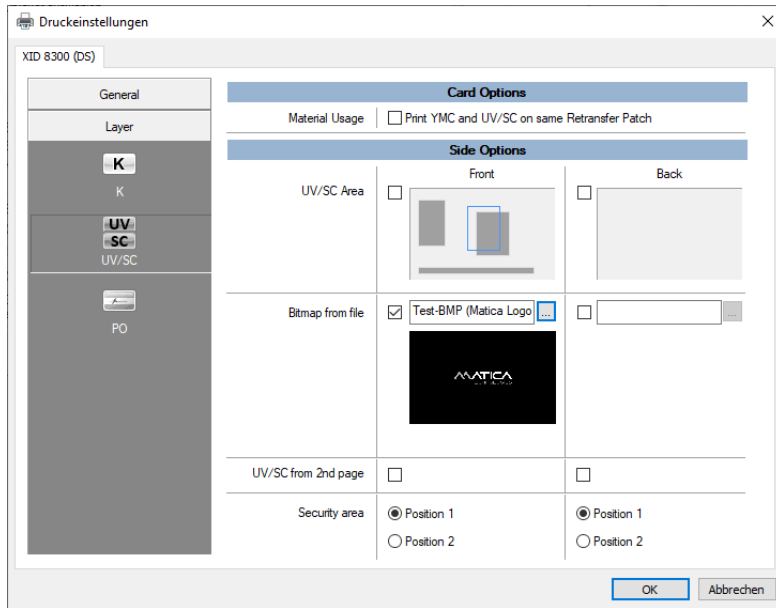 Druckeinstellungen
XID 8300 (DS)
General
Layer
K
K
UV
SC
UV/SC
PO
Card Options
Material Usage
Print YMC and UV/SC on same Retransfer Patch
Side Options
Front
Back
UV/SC Area
Bitmap from file
Test-BMP (Matica Logo
...
...
MATICA
UV/SC from 2nd page
Security area
Position 1
Position 1
Position 2
Position 2
OK
Abbrechen